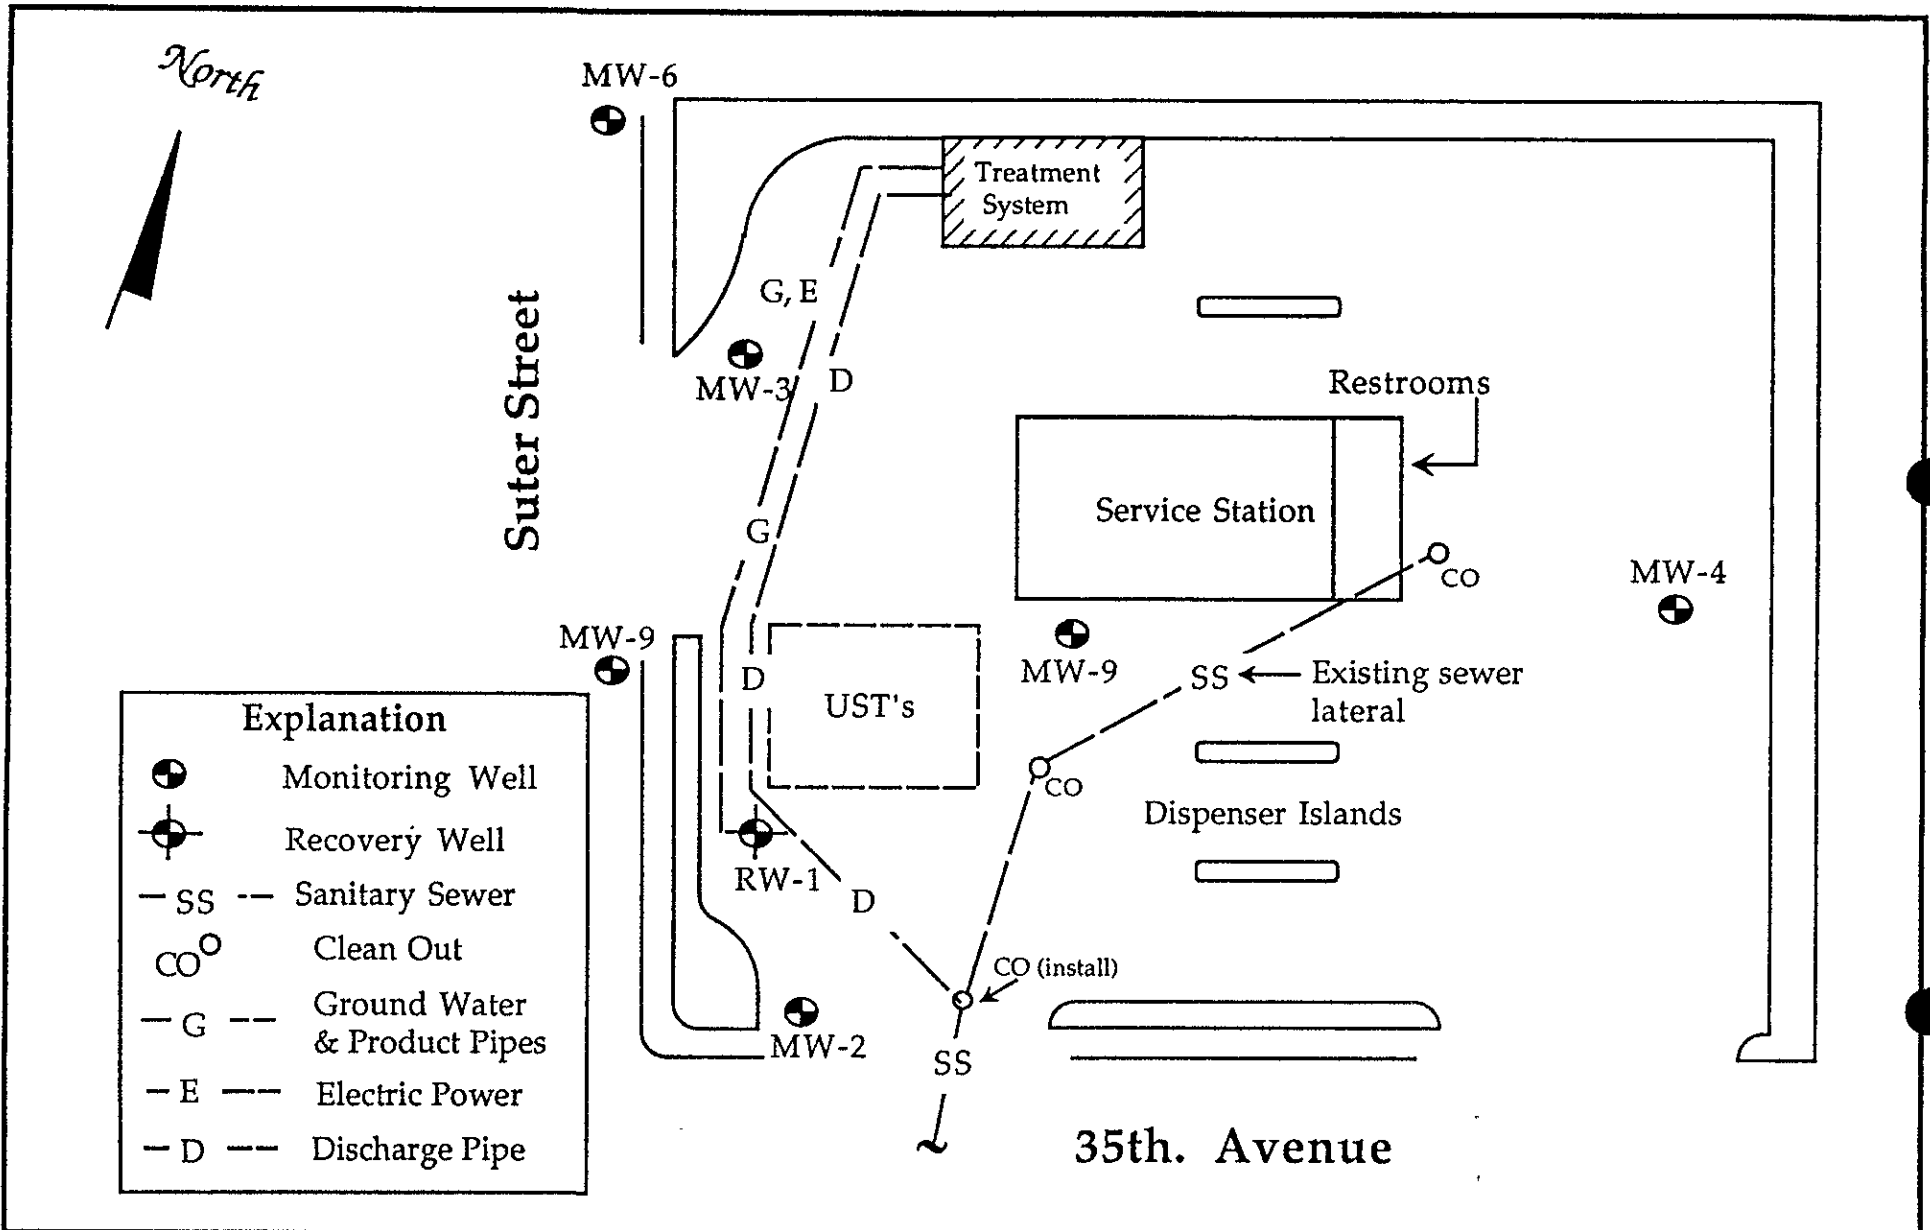 North
MW-6
Treatment
System
G, E
Suter Street
MW-3
D
Restrooms
Service Station
G
CO
MW-4
MW-9
MW-9
D
UST's
SS
Existing sewer
lateral
CO
Dispenser Islands
RW-1
D
CO (install)
MW-2
SS
35th. Avenue
Explanation
Monitoring Well
Recovery Well
SS Sanitary Sewer
CO Clean Out
G Ground Water
& Product Pipes
E Electric Power
D Discharge Pipe